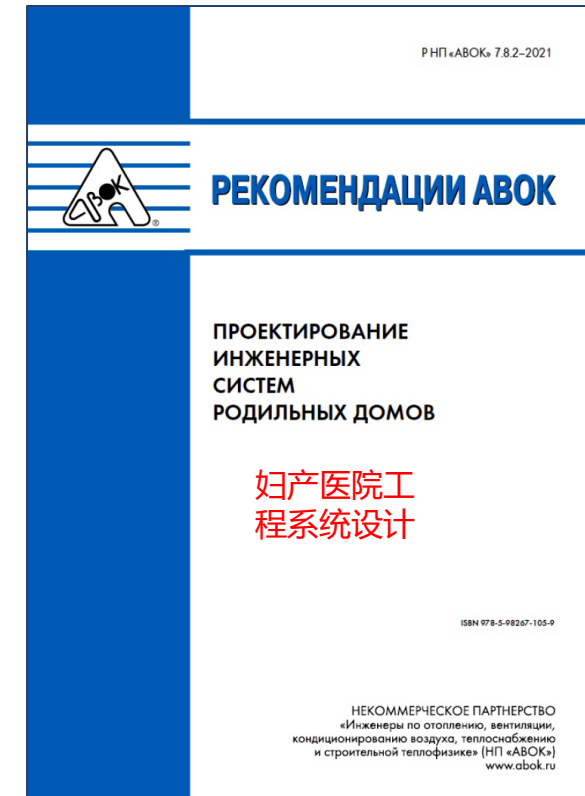 Р НП «АВОК» 7.8.2–2021
АВОК
®
РЕКОМЕНДАЦИИ АВОК
ПРОЕКТИРОВАНИЕ
ИНЖЕНЕРНЫХ
СИСТЕМ
РОДИЛЬНЫХ ДОМОВ
妇产医院工
程系统设计
ISBN 978-5-98267-105-9
НЕКОММЕРЧЕСКОЕ ПАРТНЕРСТВО
«Инженеры по отоплению, вентиляции,
кондиционированию воздуха, теплоснабжению
и строительной теплофизике» (НП «АВОК»)
www.abok.ru